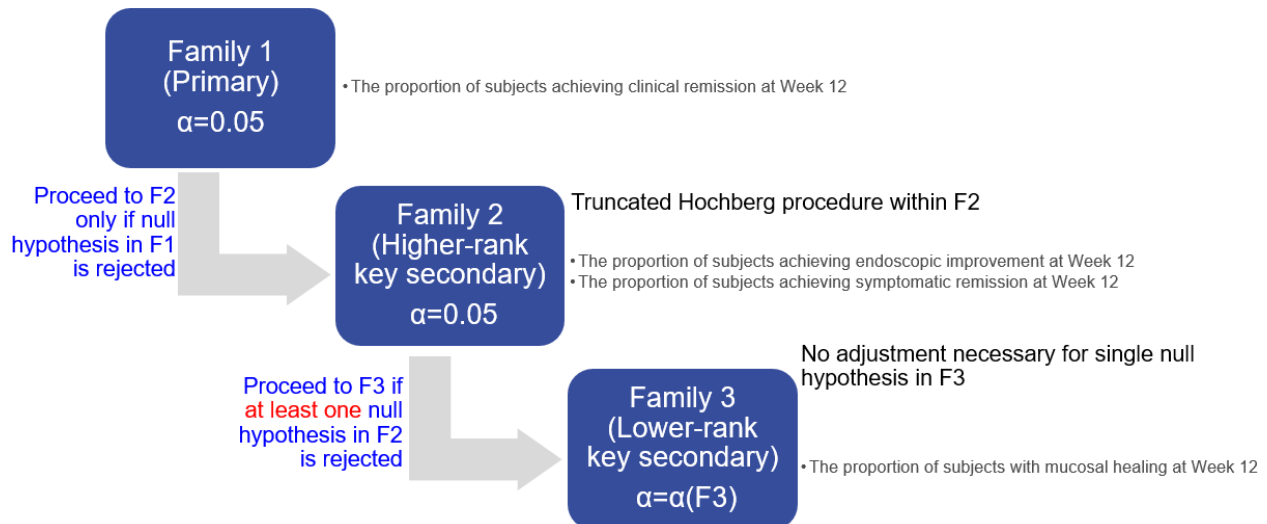 Family 1
(Primary)
α=0.05
• The proportion of subjects achieving clinical remission at Week 12
Proceed to F2
only if null
hypothesis in F1
is rejected
Family 2
(Higher-rank
key secondary)
α=0.05
Truncated Hochberg procedure within F2
• The proportion of subjects achieving endoscopic improvement at Week 12
• The proportion of subjects achieving symptomatic remission at Week 12
Proceed to F3 if
at least one null
hypothesis in F2
is rejected
Family 3
(Lower-rank
key secondary)
α=α(F3)
No adjustment necessary for single null
hypothesis in F3
• The proportion of subjects with mucosal healing at Week 12